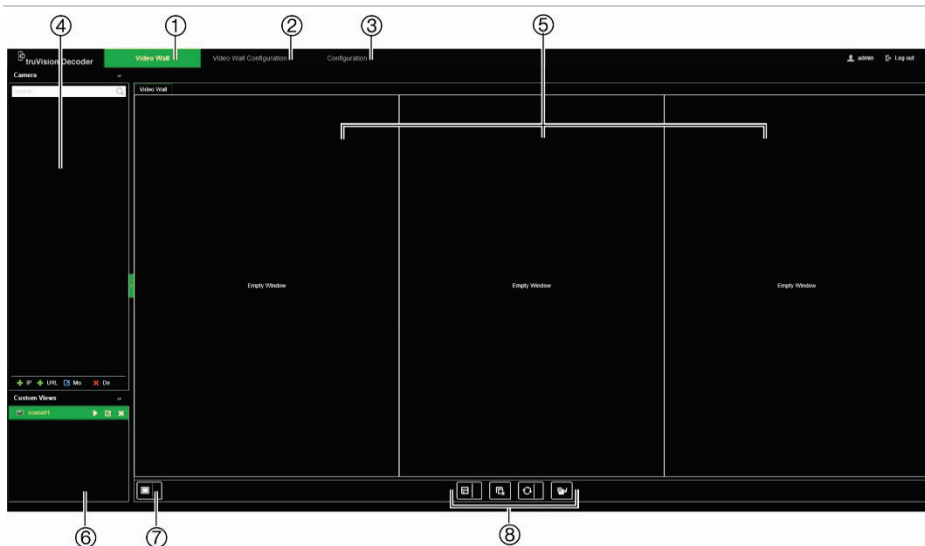 ④ ① ② ③ ⑤
truVision Decoder Video Wall Video Wall Configuration Configuration admin Log out
Camera
Search... Video Wall
Empty Window Empty Window Empty Window
IP URL Mo De
Custom Views
⑥ ⑦ ⑧